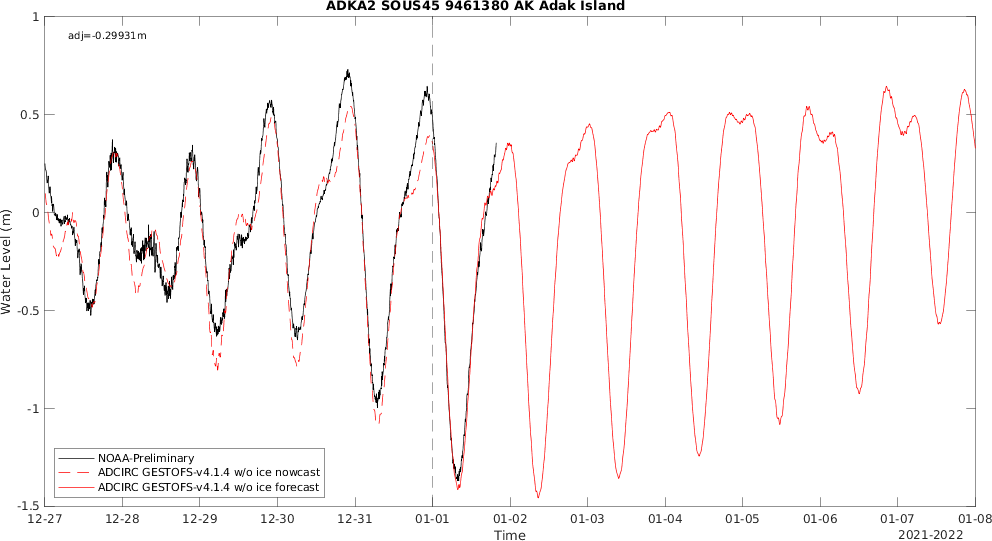 ADKA2 SOUS45 9461380 AK Adak Island
adj=-0.29931m
1
0.5
0
-0.5
-1
-1.5
Water Level (m)
NOAA-Preliminary
ADCIRC GESTOFS-v4.1.4 w/o ice nowcast
ADCIRC GESTOFS-v4.1.4 w/o ice forecast
12-27 12-28 12-29 12-30 12-31 01-01 01-02 01-03 01-04 01-05 01-06 01-07 01-08
Time
2021-2022